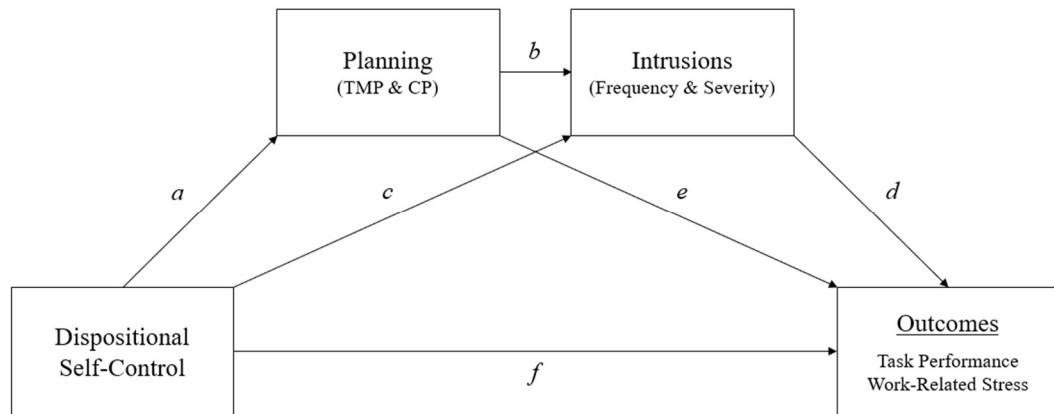 Planning
(TMP & CP)
b
Intrusions
(Frequency & Severity)
a
c
e
d
Dispositional
Self-Control
f
Outcomes
Task Performance
Work-Related Stress